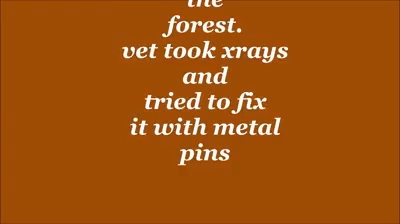 the
forest.
vet took xrays
and
tried to fix
it with metal
pins